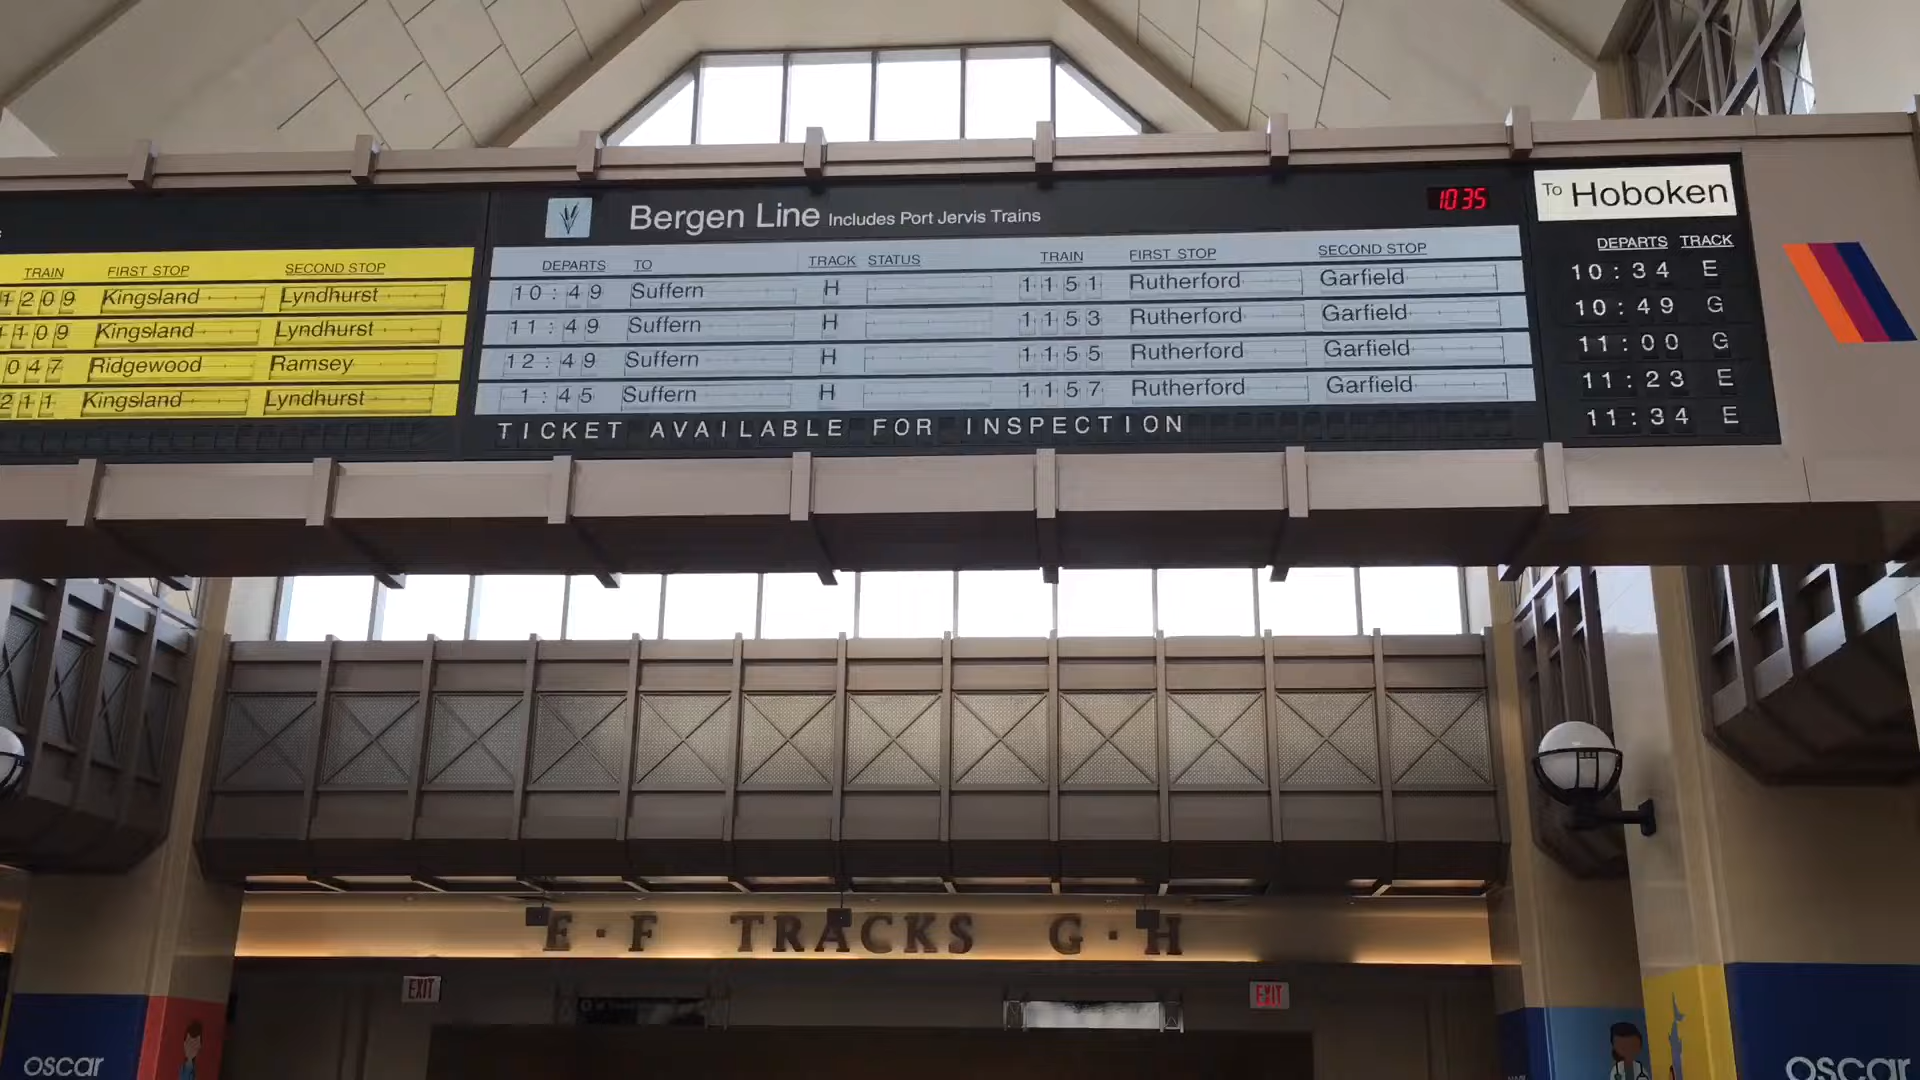 TRAIN FIRST STOP SECOND STOP
1209 Kingsland Lyndhurst
1109 Kingsland Lyndhurst
047 Ridgewood Ramsey
211 Kingsland Lyndhurst
Bergen Line Includes Port Jervis Trains
10 35
DEPARTS TO TRACK STATUS TRAIN FIRST STOP SECOND STOP
10:49 Suffern H 1151 Rutherford Garfield
11:49 Suffern H 1153 Rutherford Garfield
12:49 Suffern H 1155 Rutherford Garfield
1:45 Suffern H 1157 Rutherford Garfield
TICKET AVAILABLE FOR INSPECTION
To Hoboken
DEPARTS TRACK
10:34 E
10:49 G
11:00 G
11:23 E
11:34 E
E · F TRACKS G · H
EXIT
EXIT
oscar
oscar